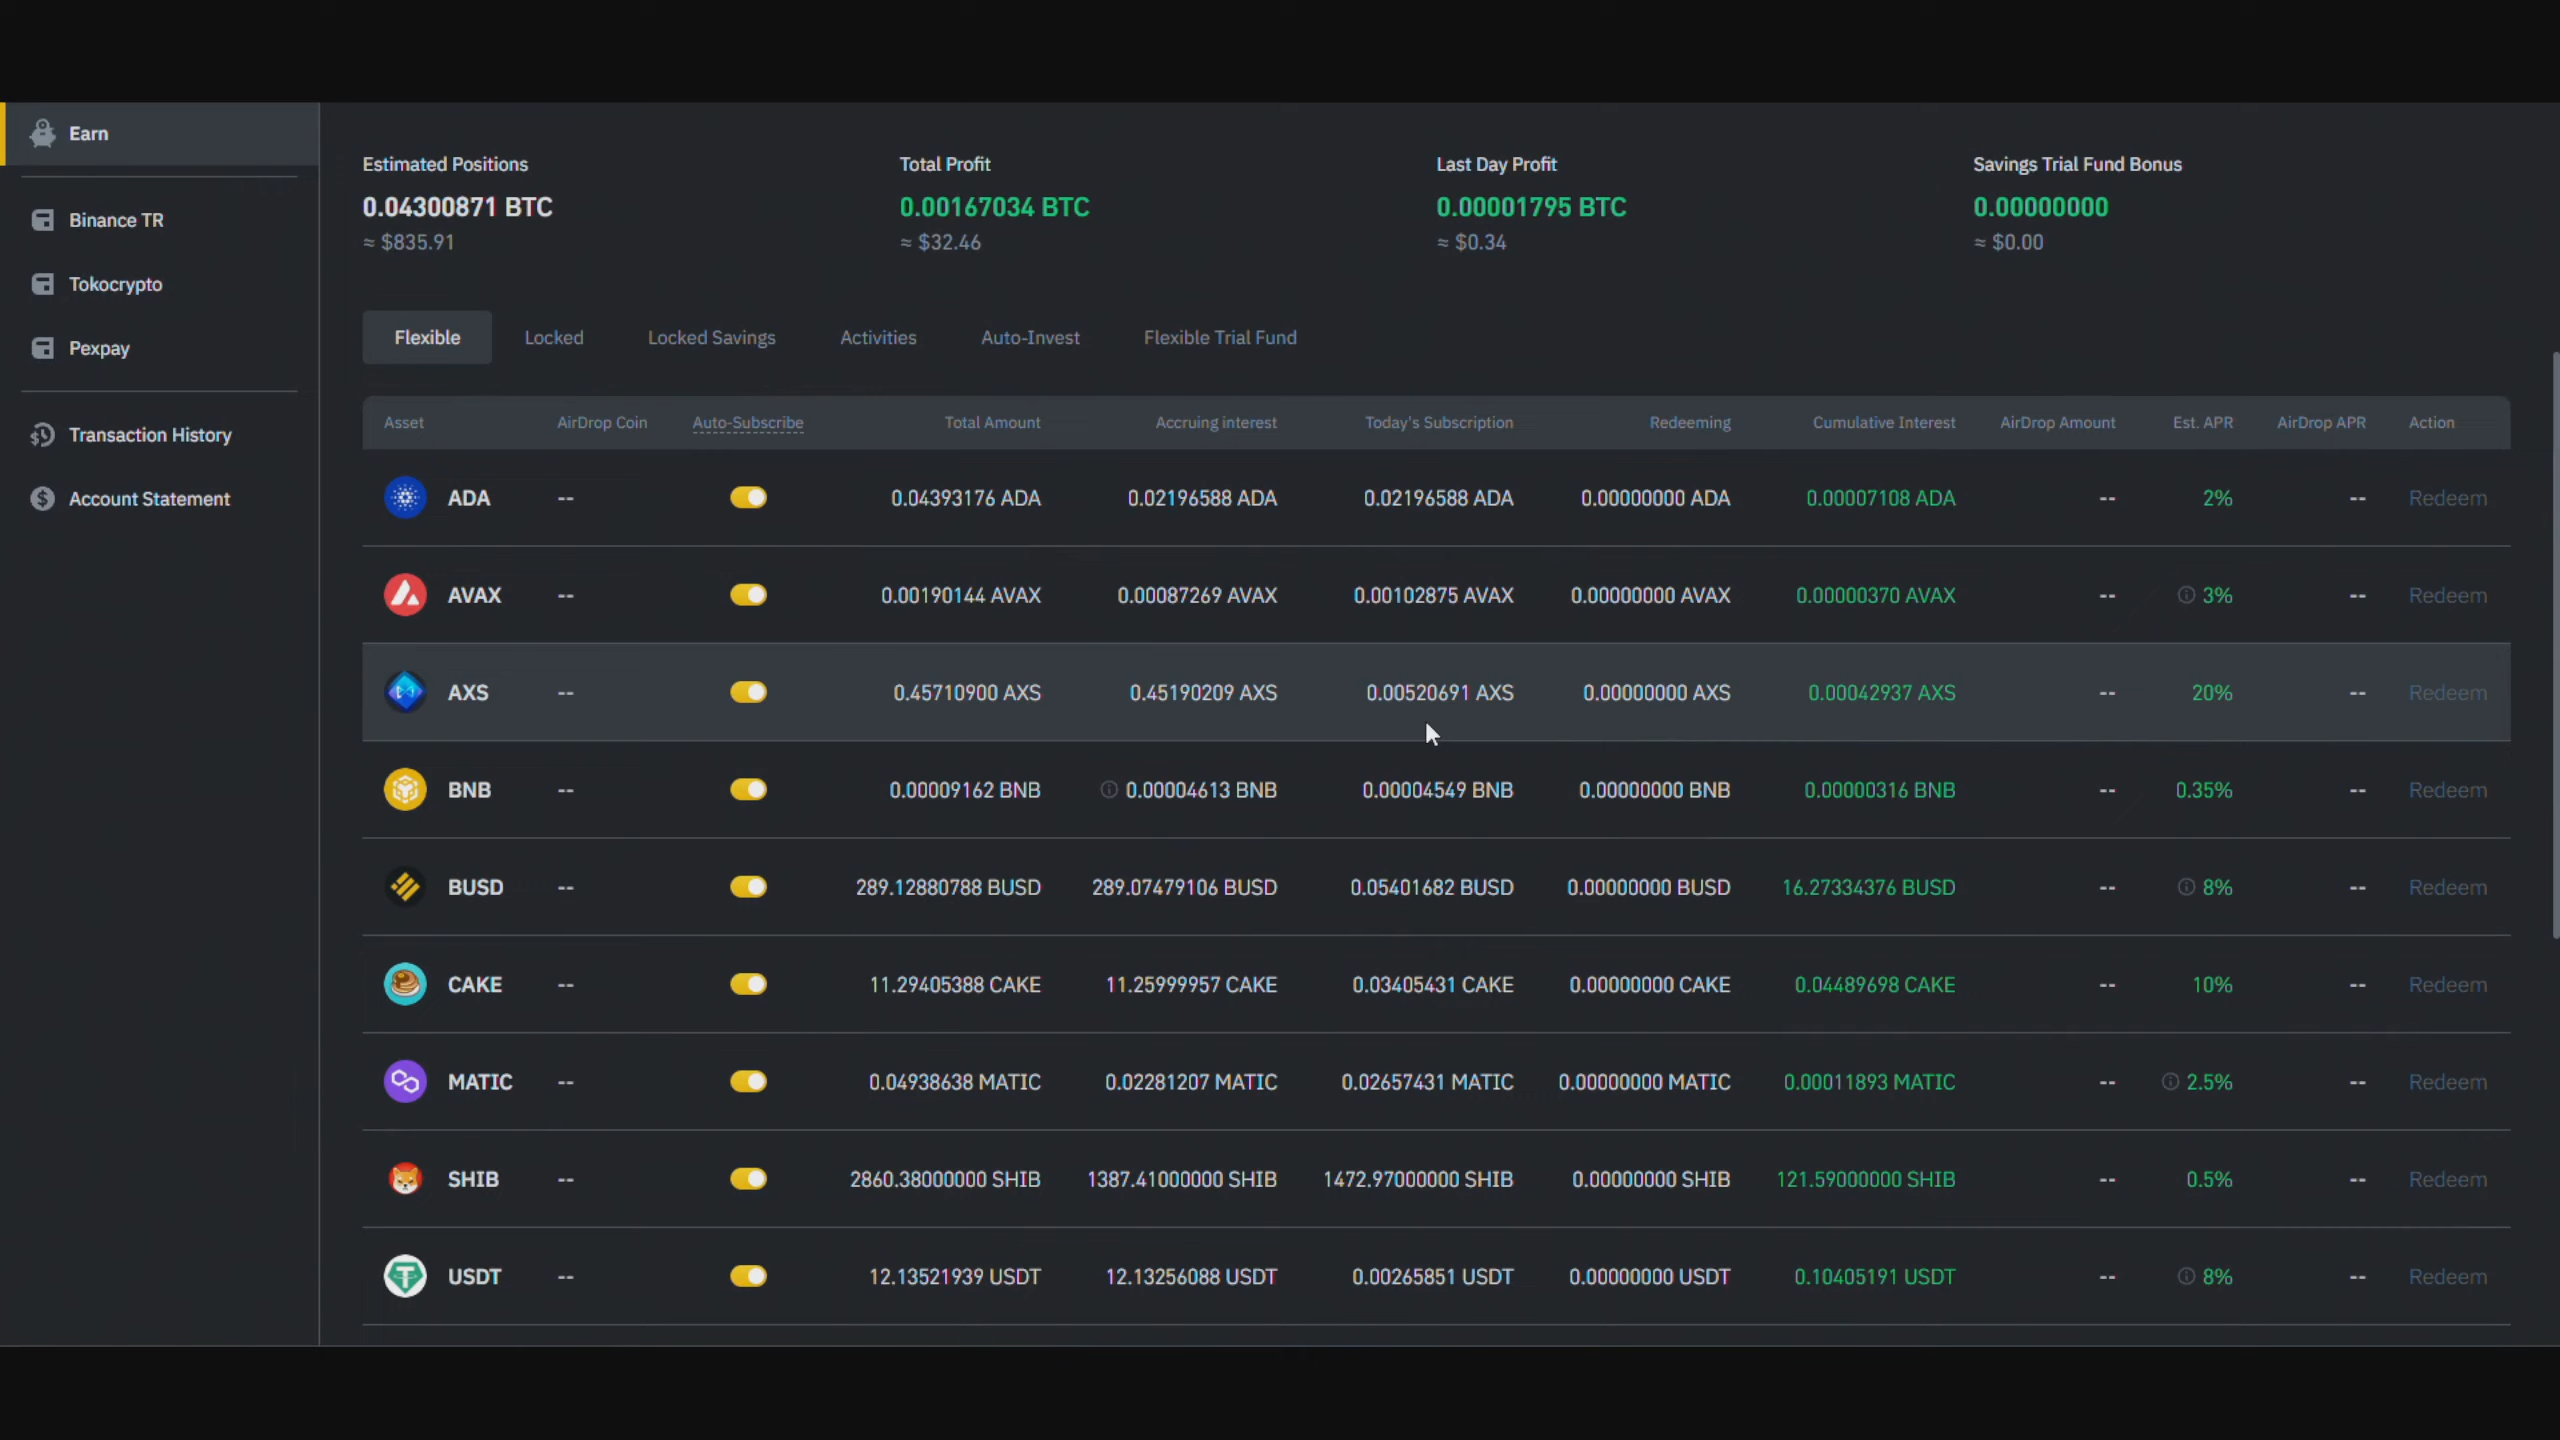 Earn
Binance TR
Tokocrypto
Pexpay
Transaction History
Account Statement
Estimated Positions Total Profit Last Day Profit Savings Trial Fund Bonus
0.04300871 BTC 0.00167034 BTC 0.00001795 BTC 0.00000000
≈ $835.91 ≈ $32.46 ≈ $0.34 ≈ $0.00
Flexible Locked Locked Savings Activities Auto-Invest Flexible Trial Fund
Asset AirDrop Coin Auto-Subscribe Total Amount Accruing interest Today's Subscription Redeeming Cumulative Interest AirDrop Amount Est. APR AirDrop APR Action
ADA -- 0.04393176 ADA 0.02196588 ADA 0.02196588 ADA 0.00000000 ADA 0.00007108 ADA -- 2% -- Redeem
AVAX -- 0.00190144 AVAX 0.00087269 AVAX 0.00102875 AVAX 0.00000000 AVAX 0.00000370 AVAX -- 3% -- Redeem
AXS -- 0.45710900 AXS 0.45190209 AXS 0.00520691 AXS 0.00000000 AXS 0.00042937 AXS -- 20% -- Redeem
BNB -- 0.00009162 BNB 0.00004613 BNB 0.00004549 BNB 0.00000000 BNB 0.00000316 BNB -- 0.35% -- Redeem
BUSD -- 289.12880788 BUSD 289.07479106 BUSD 0.05401682 BUSD 0.00000000 BUSD 16.27334376 BUSD -- 8% -- Redeem
CAKE -- 11.29405388 CAKE 11.25999957 CAKE 0.03405431 CAKE 0.00000000 CAKE 0.04489698 CAKE -- 10% -- Redeem
MATIC -- 0.04938638 MATIC 0.02281207 MATIC 0.02657431 MATIC 0.00000000 MATIC 0.00011893 MATIC -- 2.5% -- Redeem
SHIB -- 2860.38000000 SHIB 1387.41000000 SHIB 1472.97000000 SHIB 0.00000000 SHIB 121.59000000 SHIB -- 0.5% -- Redeem
USDT -- 12.13521939 USDT 12.13256088 USDT 0.00265851 USDT 0.00000000 USDT 0.10405191 USDT -- 8% -- Redeem